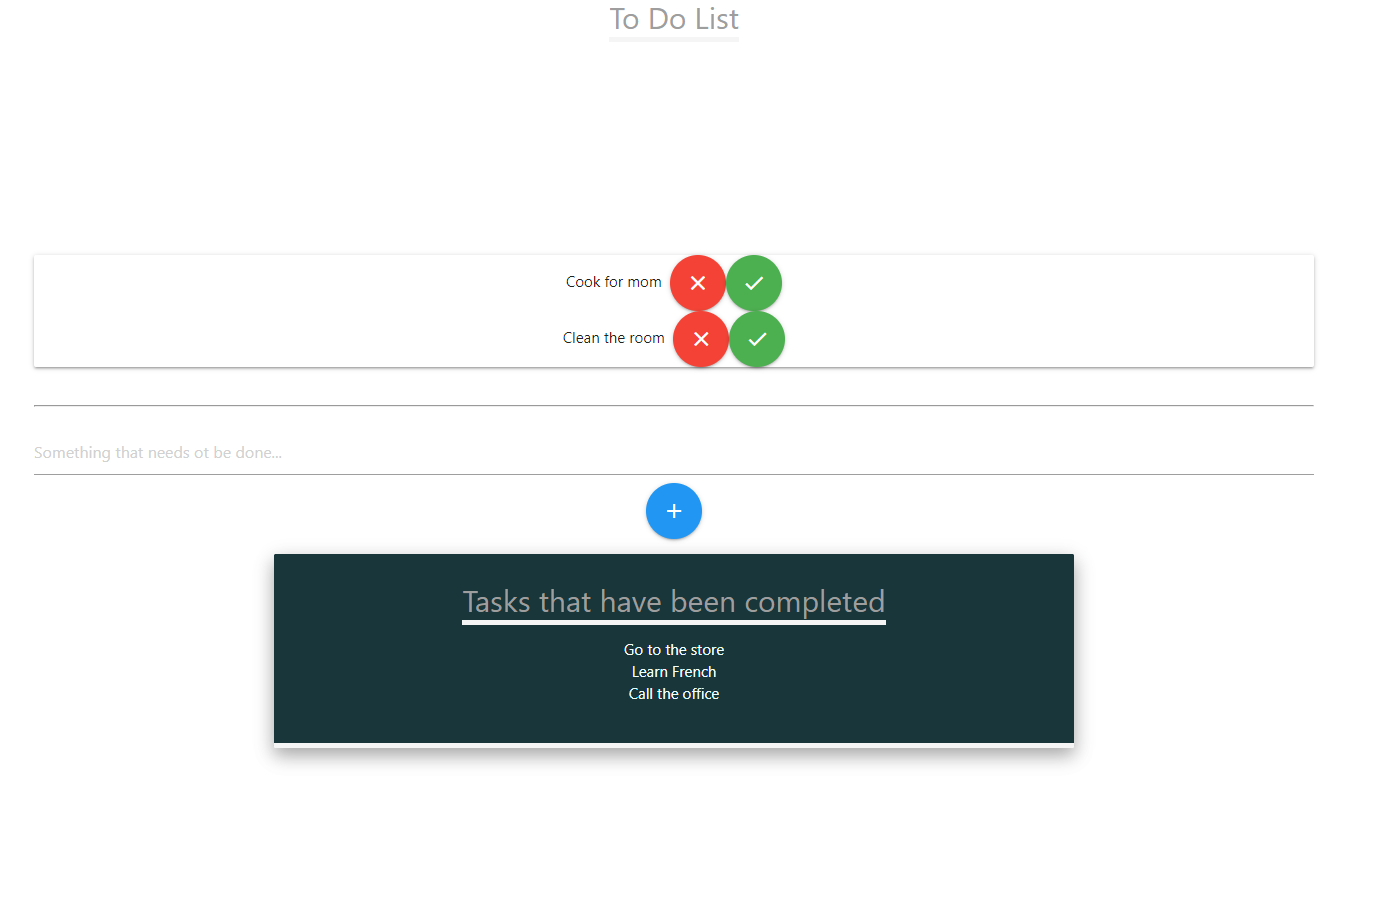 To Do List
Cook for mom
Clean the room
Something that needs ot be done...
Tasks that have been completed
Go to the store
Learn French
Call the office